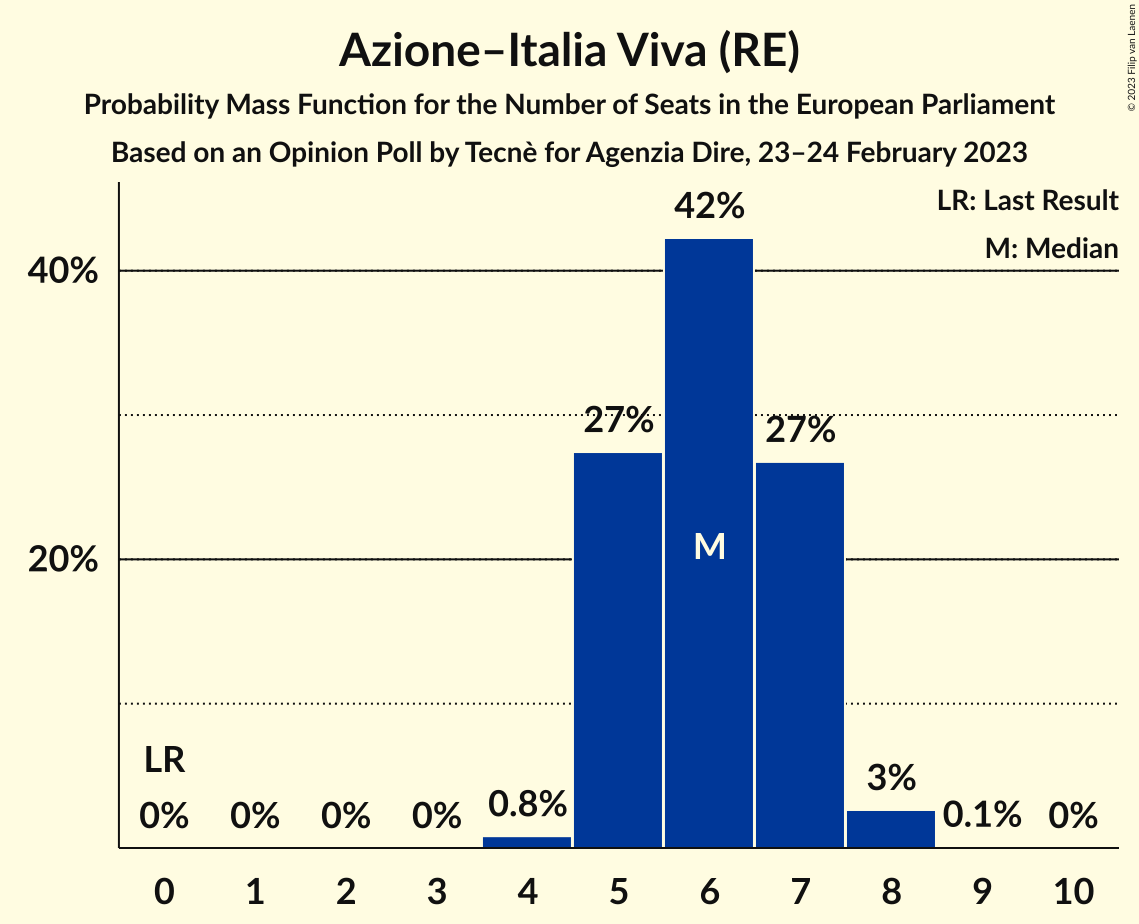 Azione–Italia Viva (RE)
Probability Mass Function for the Number of Seats in the European Parliament
Based on an Opinion Poll by Tecnè for Agenzia Dire, 23–24 February 2023
© 2023 Filip van Laenen
LR: Last Result
M: Median
42%
40%
27%
27%
M
20%
LR
0%
0%
0%
0%
0.8%
3%
0.1%
0%
0 1 2 3 4 5 6 7 8 9 10